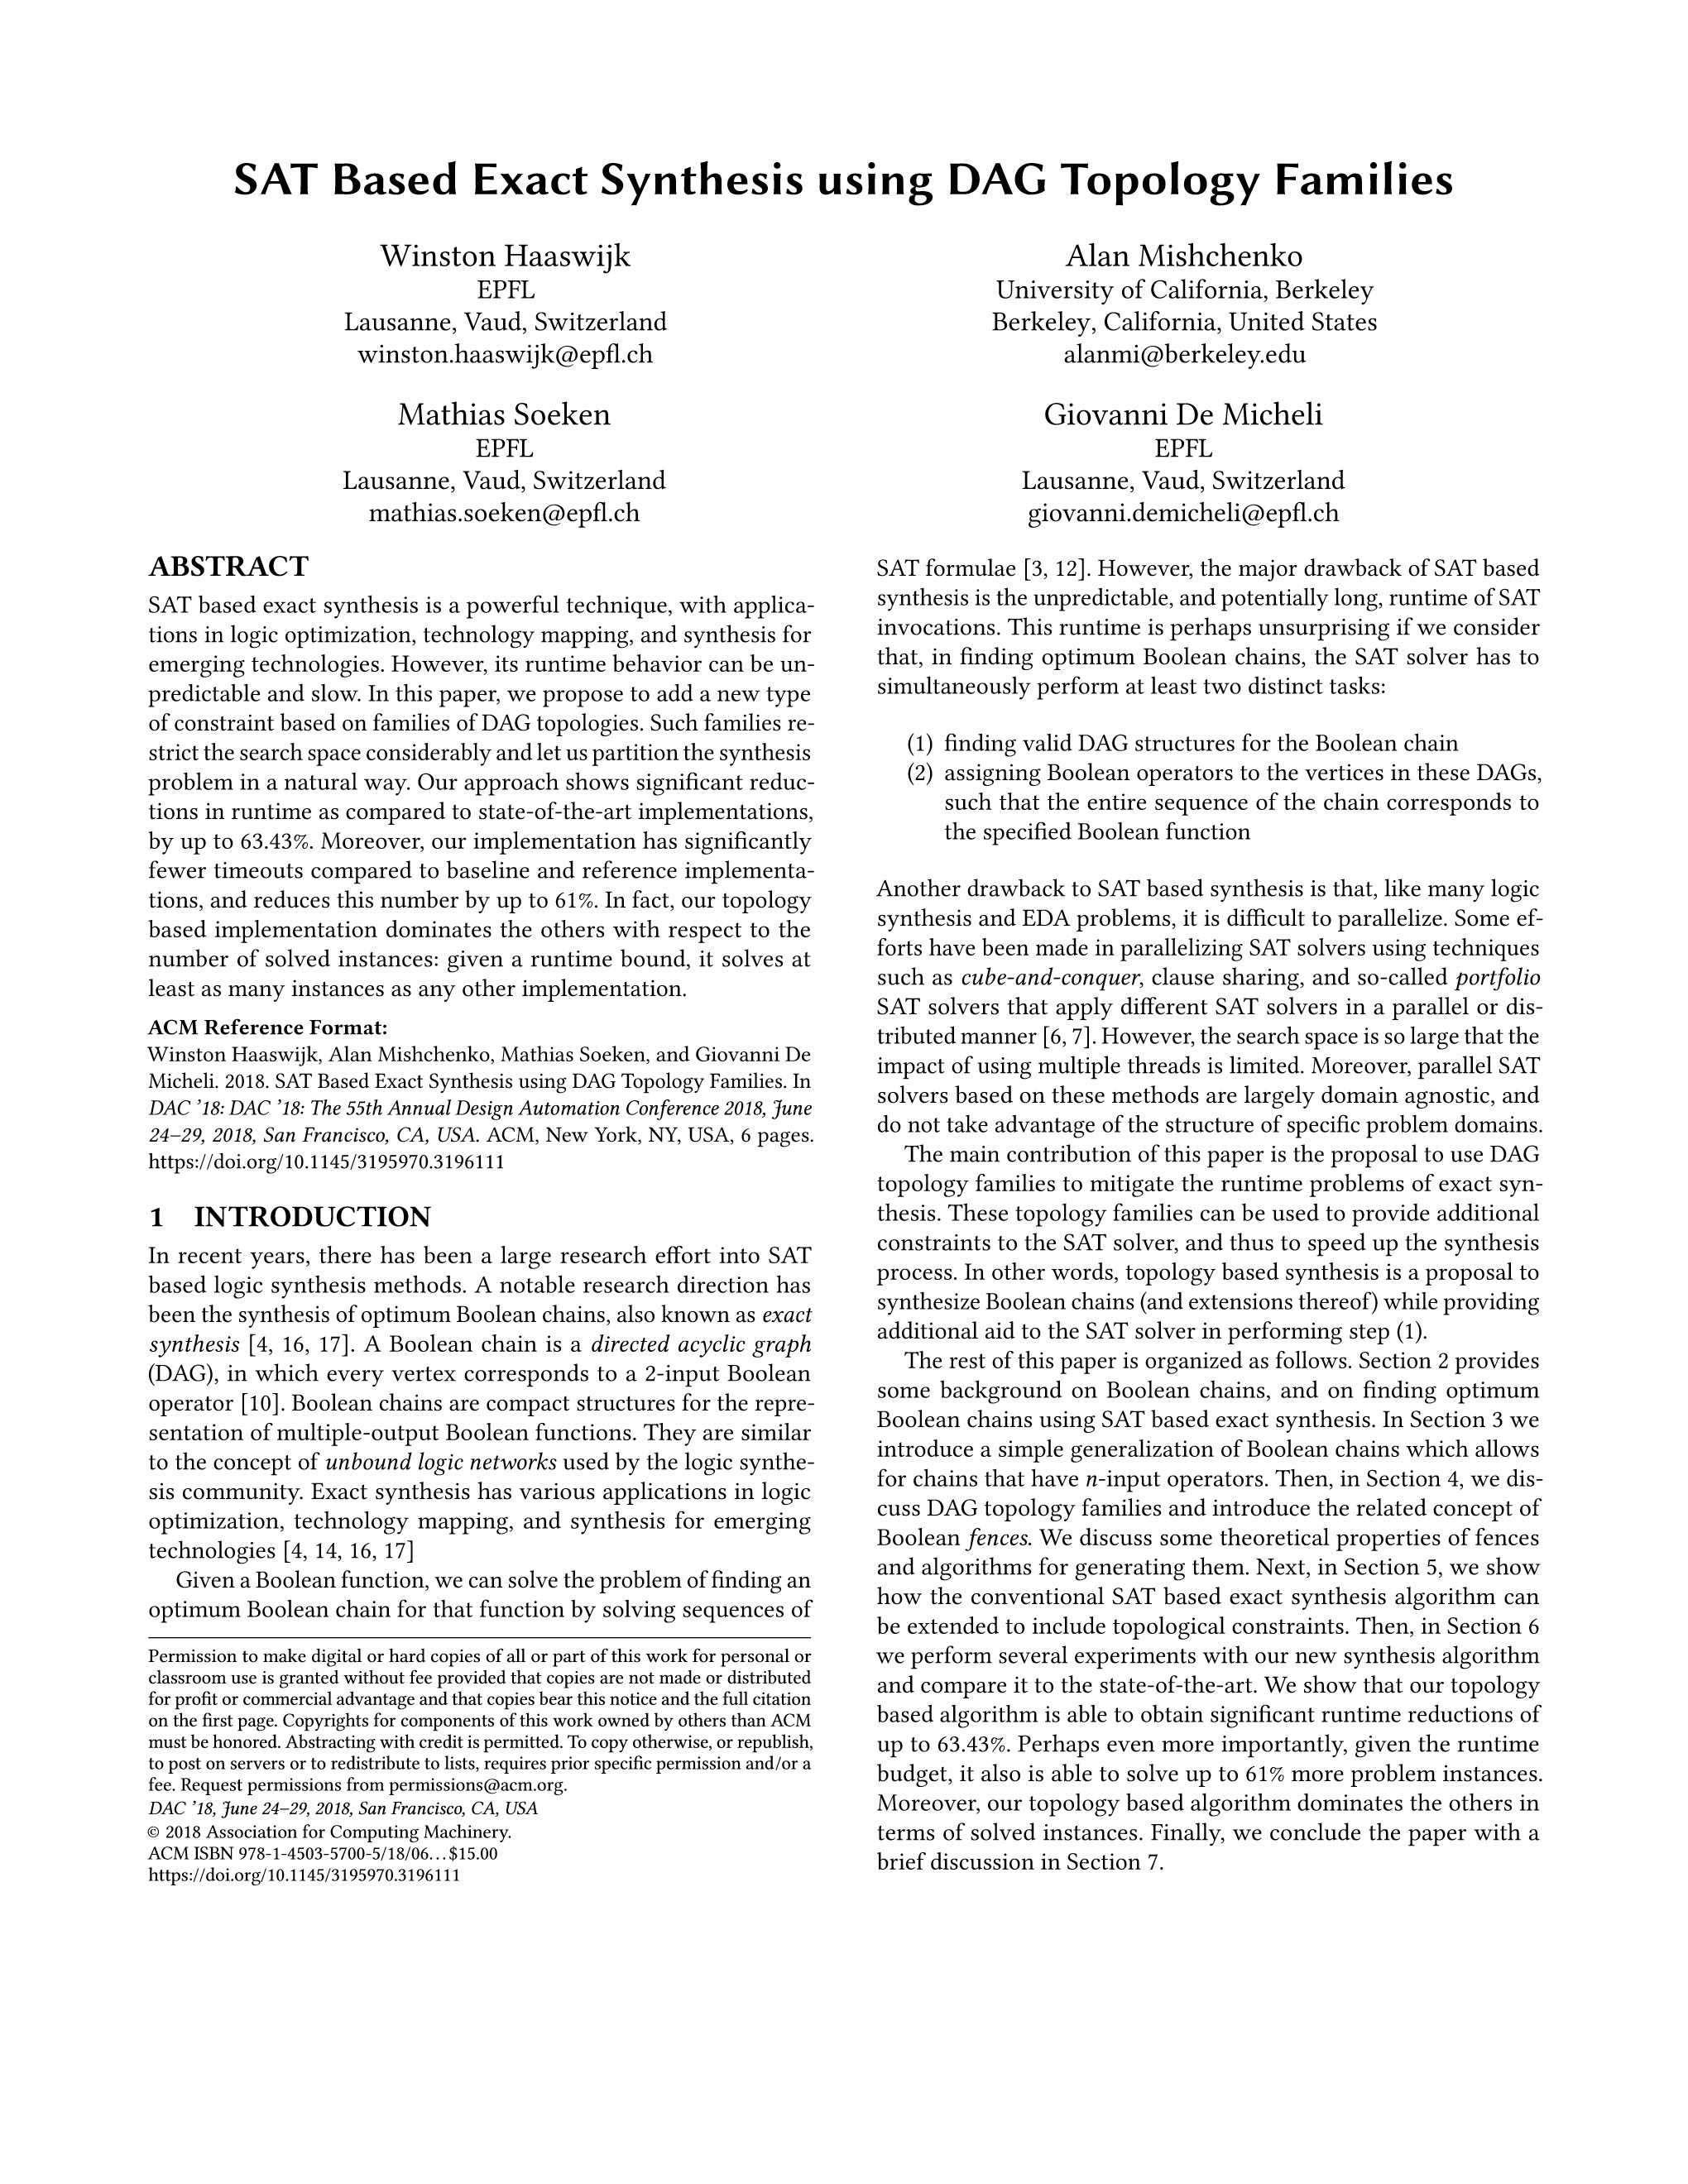 SAT Based Exact Synthesis using DAG Topology Families
Winston Haaswijk
EPFL
Lausanne, Vaud, Switzerland
winston.haaswijk@epfl.ch
Alan Mishchenko
University of California, Berkeley
Berkeley, California, United States
alanmi@berkeley.edu
Mathias Soeken
EPFL
Lausanne, Vaud, Switzerland
mathias.soeken@epfl.ch
Giovanni De Micheli
EPFL
Lausanne, Vaud, Switzerland
giovanni.demicheli@epfl.ch
ABSTRACT
SAT based exact synthesis is a powerful technique, with applica-
tions in logic optimization, technology mapping, and synthesis for
emerging technologies. However, its runtime behavior can be un-
predictable and slow. In this paper, we propose to add a new type
of constraint based on families of DAG topologies. Such families re-
strict the search space considerably and let us partition the synthesis
problem in a natural way. Our approach shows significant reduc-
tions in runtime as compared to state-of-the-art implementations,
by up to 63.43%. Moreover, our implementation has significantly
fewer timeouts compared to baseline and reference implementa-
tions, and reduces this number by up to 61%. In fact, our topology
based implementation dominates the others with respect to the
number of solved instances: given a runtime bound, it solves at
least as many instances as any other implementation.
ACM Reference Format:
Winston Haaswijk, Alan Mishchenko, Mathias Soeken, and Giovanni De
Micheli. 2018. SAT Based Exact Synthesis using DAG Topology Families. In
DAC ’18: DAC ’18: The 55th Annual Design Automation Conference 2018, June
24–29, 2018, San Francisco, CA, USA. ACM, New York, NY, USA, 6 pages.
https://doi.org/10.1145/3195970.3196111
1 INTRODUCTION
In recent years, there has been a large research effort into SAT
based logic synthesis methods. A notable research direction has
been the synthesis of optimum Boolean chains, also known as exact
synthesis [4, 16, 17]. A Boolean chain is a directed acyclic graph
(DAG), in which every vertex corresponds to a 2-input Boolean
operator [10]. Boolean chains are compact structures for the repre-
sentation of multiple-output Boolean functions. They are similar
to the concept of unbound logic networks used by the logic synthe-
sis community. Exact synthesis has various applications in logic
optimization, technology mapping, and synthesis for emerging
technologies [4, 14, 16, 17]
Given a Boolean function, we can solve the problem of finding an
optimum Boolean chain for that function by solving sequences of
Permission to make digital or hard copies of all or part of this work for personal or
classroom use is granted without fee provided that copies are not made or distributed
for profit or commercial advantage and that copies bear this notice and the full citation
on the first page. Copyrights for components of this work owned by others than ACM
must be honored. Abstracting with credit is permitted. To copy otherwise, or republish,
to post on servers or to redistribute to lists, requires prior specific permission and/or a
fee. Request permissions from permissions@acm.org.
DAC ’18, June 24–29, 2018, San Francisco, CA, USA
© 2018 Association for Computing Machinery.
ACM ISBN 978-1-4503-5700-5/18/06...$15.00
https://doi.org/10.1145/3195970.3196111
SAT formulae [3, 12]. However, the major drawback of SAT based
synthesis is the unpredictable, and potentially long, runtime of SAT
invocations. This runtime is perhaps unsurprising if we consider
that, in finding optimum Boolean chains, the SAT solver has to
simultaneously perform at least two distinct tasks:
(1) finding valid DAG structures for the Boolean chain
(2) assigning Boolean operators to the vertices in these DAGs,
such that the entire sequence of the chain corresponds to
the specified Boolean function
Another drawback to SAT based synthesis is that, like many logic
synthesis and EDA problems, it is difficult to parallelize. Some ef-
forts have been made in parallelizing SAT solvers using techniques
such as cube-and-conquer, clause sharing, and so-called portfolio
SAT solvers that apply different SAT solvers in a parallel or dis-
tributed manner [6, 7]. However, the search space is so large that the
impact of using multiple threads is limited. Moreover, parallel SAT
solvers based on these methods are largely domain agnostic, and
do not take advantage of the structure of specific problem domains.
The main contribution of this paper is the proposal to use DAG
topology families to mitigate the runtime problems of exact syn-
thesis. These topology families can be used to provide additional
constraints to the SAT solver, and thus to speed up the synthesis
process. In other words, topology based synthesis is a proposal to
synthesize Boolean chains (and extensions thereof) while providing
additional aid to the SAT solver in performing step (1).
The rest of this paper is organized as follows. Section 2 provides
some background on Boolean chains, and on finding optimum
Boolean chains using SAT based exact synthesis. In Section 3 we
introduce a simple generalization of Boolean chains which allows
for chains that have n-input operators. Then, in Section 4, we dis-
cuss DAG topology families and introduce the related concept of
Boolean fences. We discuss some theoretical properties of fences
and algorithms for generating them. Next, in Section 5, we show
how the conventional SAT based exact synthesis algorithm can
be extended to include topological constraints. Then, in Section 6
we perform several experiments with our new synthesis algorithm
and compare it to the state-of-the-art. We show that our topology
based algorithm is able to obtain significant runtime reductions of
up to 63.43%. Perhaps even more importantly, given the runtime
budget, it also is able to solve up to 61% more problem instances.
Moreover, our topology based algorithm dominates the others in
terms of solved instances. Finally, we conclude the paper with a
brief discussion in Section 7.